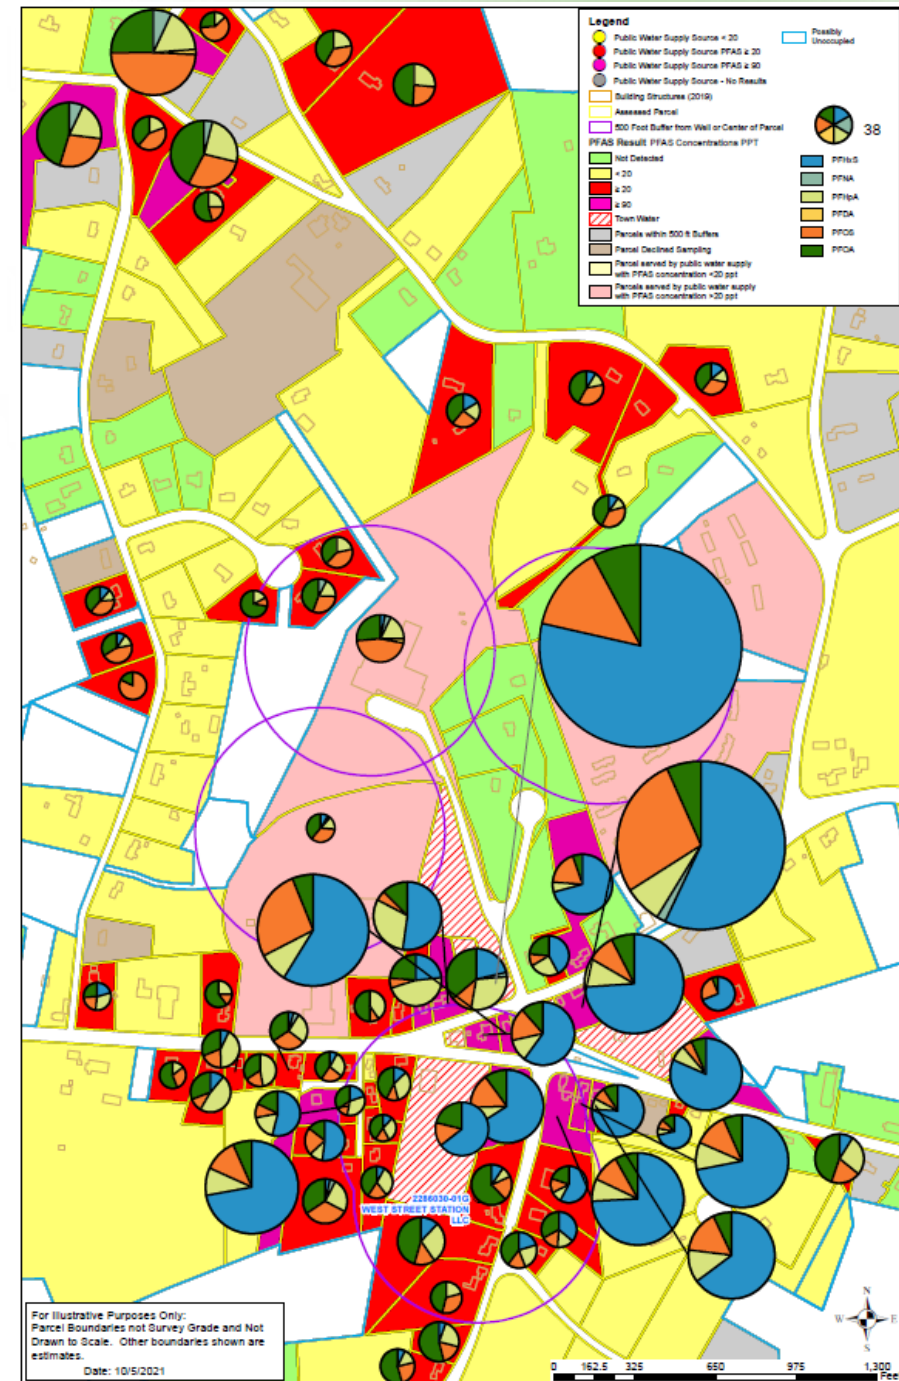 Legend
Public Water Supply Source < 20
Public Water Supply Source PFAS ≥ 20
Public Water Supply Source PFAS ≥ 90
Public Water Supply Source - No Results
Building Structures (2019)
Assessed Parcel
500 Foot Buffer from Well or Center of Parcel
PFAS Result PFAS Concentrations PPT
Not Detected
< 20
≥ 20
≥ 90
Town Water
Parcels within 500 ft Buffers
Parcel Declined Sampling
Parcel served by public water supply
with PFAS concentration <20 ppt
Parcels served by public water supply
with PFAS concentration >20 ppt
Possibly
Unoccupied
38
PFHxS
PFNA
PFHpA
PFDA
PFOS
PFOA
2286030-01G
WEST STREET STATION
LLC
For Illustrative Purposes Only:
Parcel Boundaries not Survey Grade and Not
Drawn to Scale. Other boundaries shown are
estimates.
Date: 10/5/2021
N
W E
S
0 162.5 325 650 975 1,300
Feet